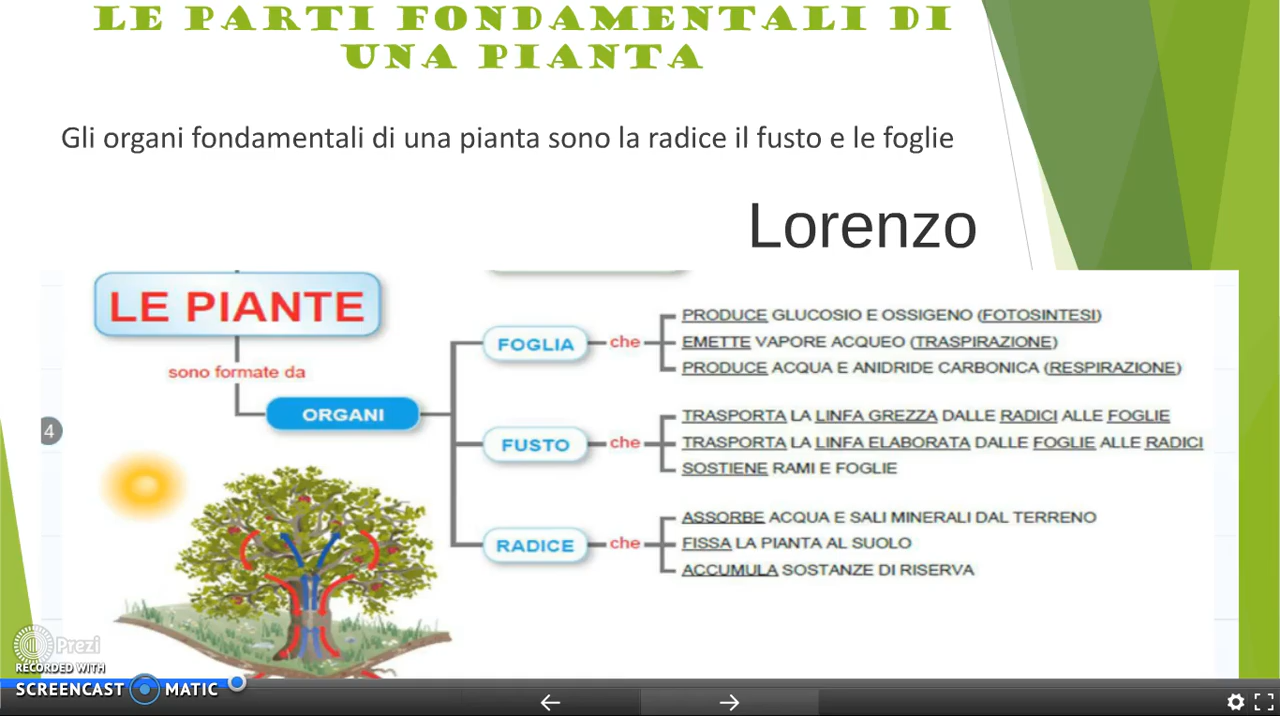 LE PARTI FONDAMENTALI DI
UNA PIANTA
Gli organi fondamentali di una pianta sono la radice il fusto e le foglie
Lorenzo
LE PIANTE
sono formate da
ORGANI
FOGLIA che
PRODUCE GLUCOSIO E OSSIGENO (FOTOSINTESI)
EMETTE VAPORE ACQUEO (TRASPIRAZIONE)
PRODUCE ACQUA E ANIDRIDE CARBONICA (RESPIRAZIONE)
FUSTO che
TRASPORTA LA LINFA GREZZA DALLE RADICI ALLE FOGLIE
TRASPORTA LA LINFA ELABORATA DALLE FOGLIE ALLE RADICI
SOSTIENE RAMI E FOGLIE
RADICE che
ASSORBE ACQUA E SALI MINERALI DAL TERRENO
FISSA LA PIANTA AL SUOLO
ACCUMULA SOSTANZE DI RISERVA
4
Prezi
RECORDED WITH
SCREENCAST MATIC